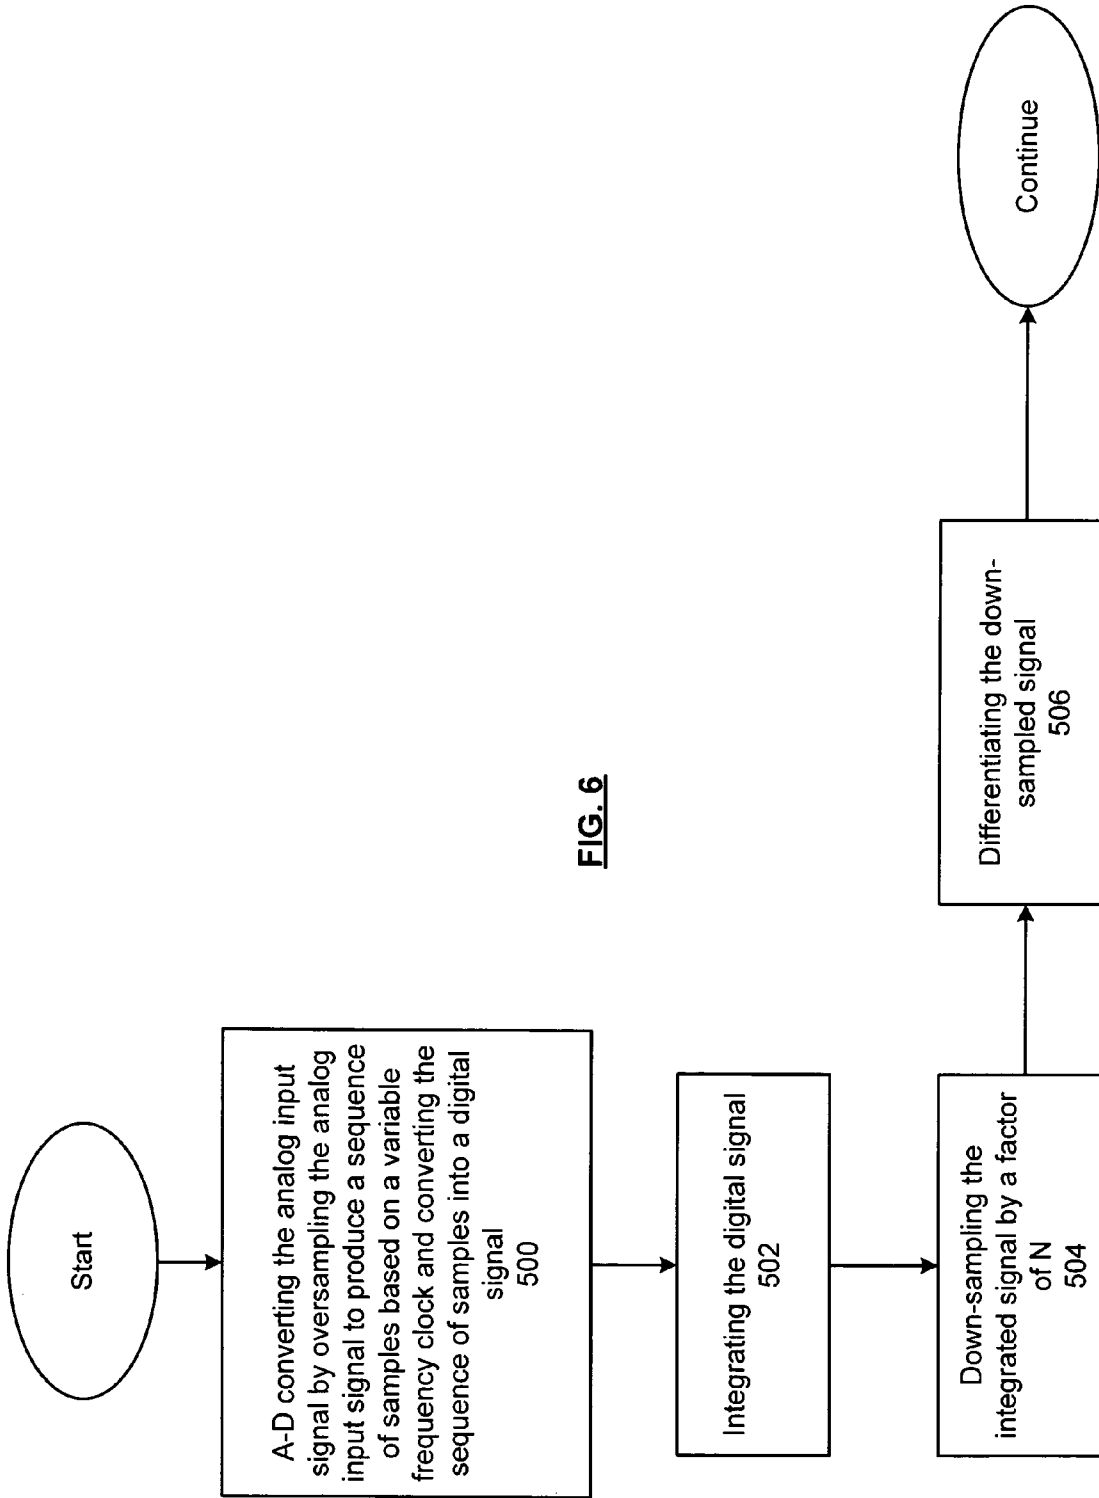 Start
A-D converting the analog input
signal by oversampling the analog
input signal to produce a sequence
of samples based on a variable
frequency clock and converting the
sequence of samples into a digital
signal
500
Integrating the digital signal
502
Down-sampling the
integrated signal by a factor
of N
504
Differentiating the down-
sampled signal
506
Continue
FIG. 6